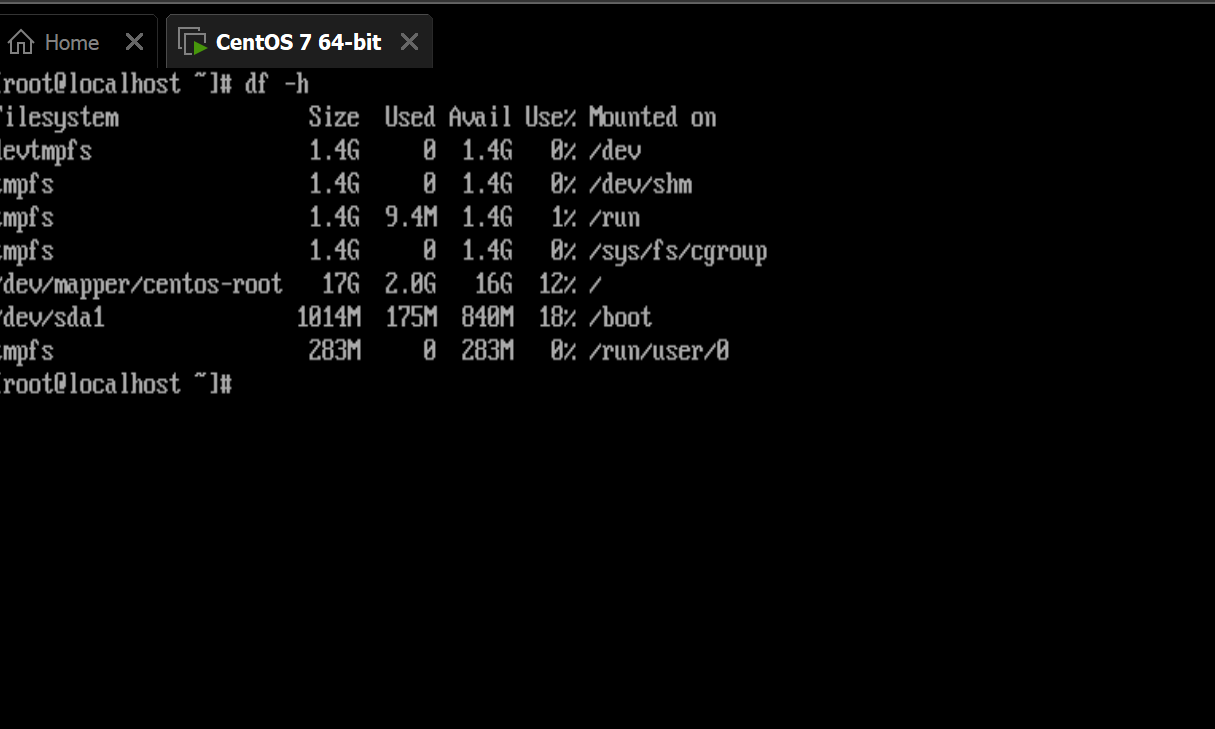 Home
CentOS 7 64-bit
root@localhost ~]# df -h
ilesystem Size Used Avail Use% Mounted on
devtmpfs 1.4G 0 1.4G 0% /dev
tmpfs 1.4G 0 1.4G 0% /dev/shm
tmpfs 1.4G 9.4M 1.4G 1% /run
tmpfs 1.4G 0 1.4G 0% /sys/fs/cgroup
/dev/mapper/centos-root 17G 2.0G 16G 12% /
/dev/sda1 1014M 175M 840M 18% /boot
tmpfs 283M 0 283M 0% /run/user/0
root@localhost ~]#